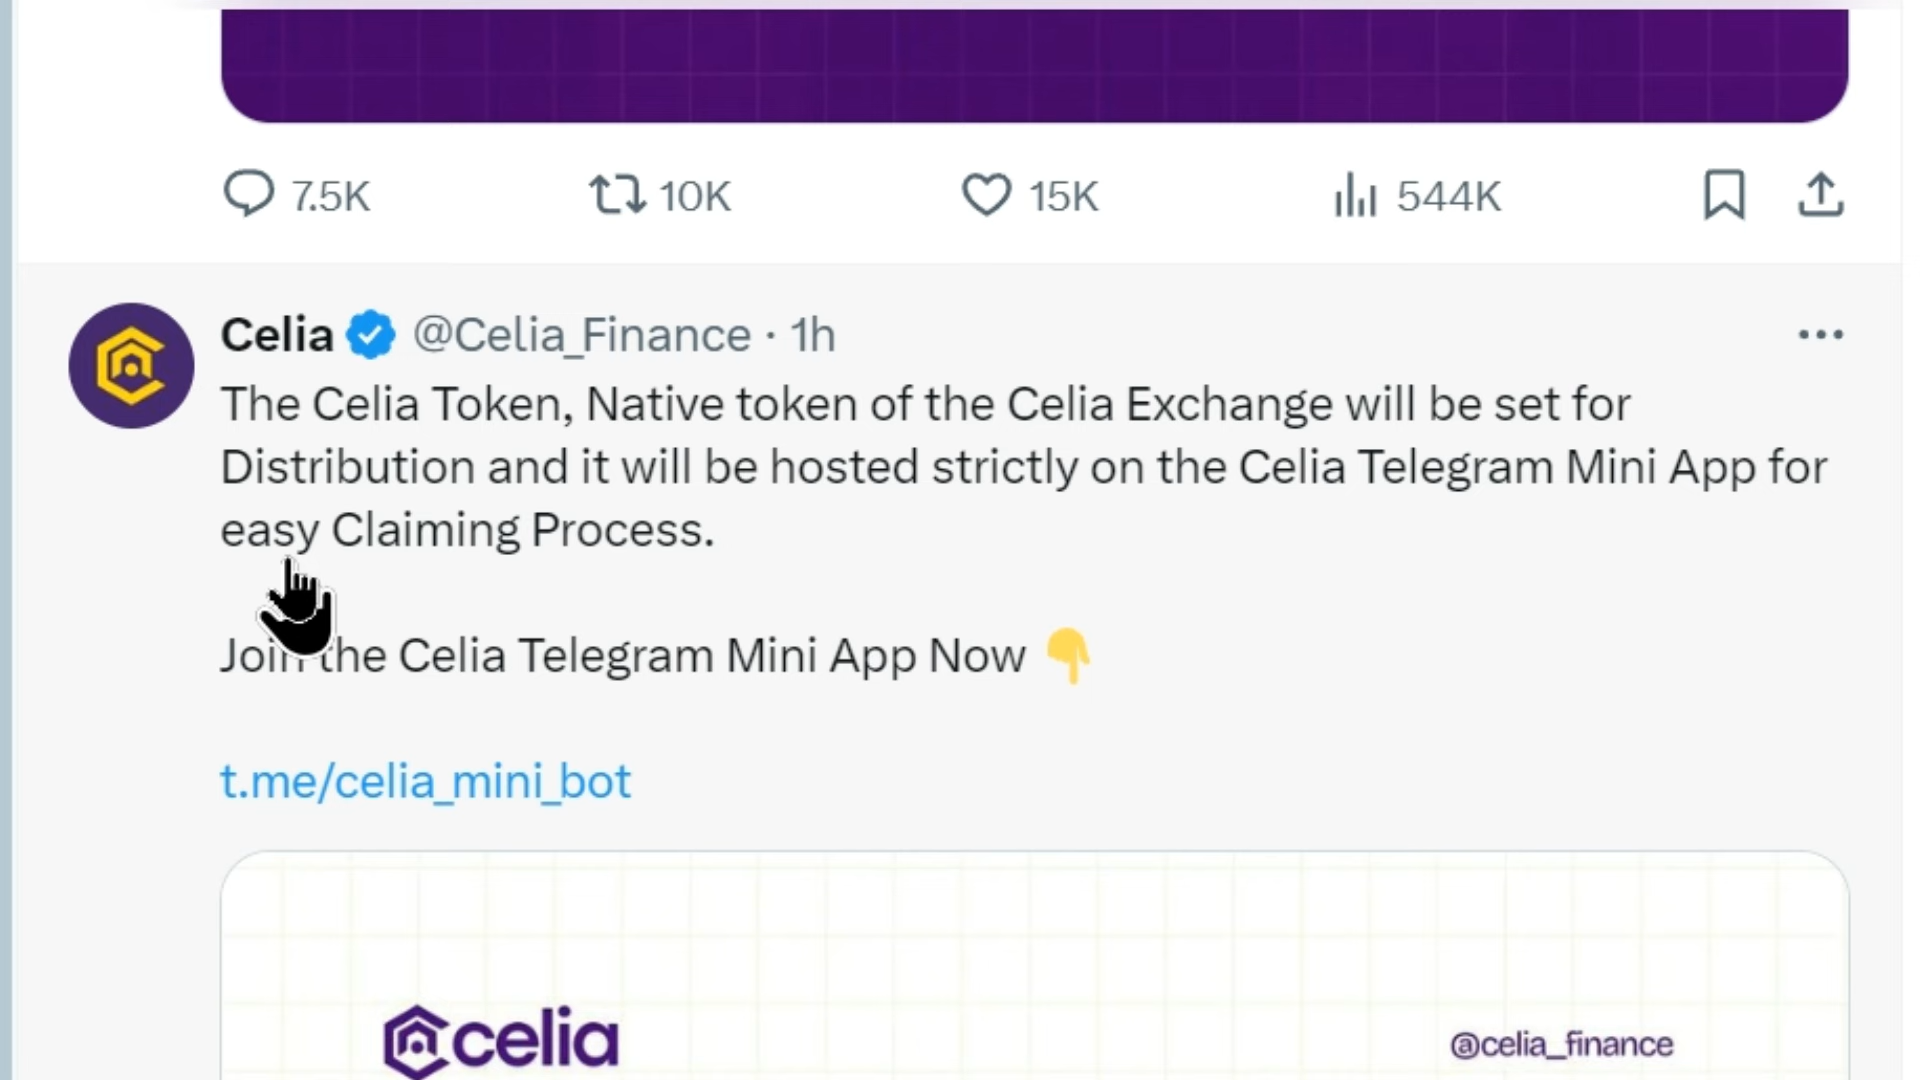 7.5K 10K 15K 544K
Celia @Celia_Finance · 1h
The Celia Token, Native token of the Celia Exchange will be set for
Distribution and it will be hosted strictly on the Celia Telegram Mini App for
easy Claiming Process.
Join the Celia Telegram Mini App Now 👇
t.me/celia_mini_bot
celia @celia_finance